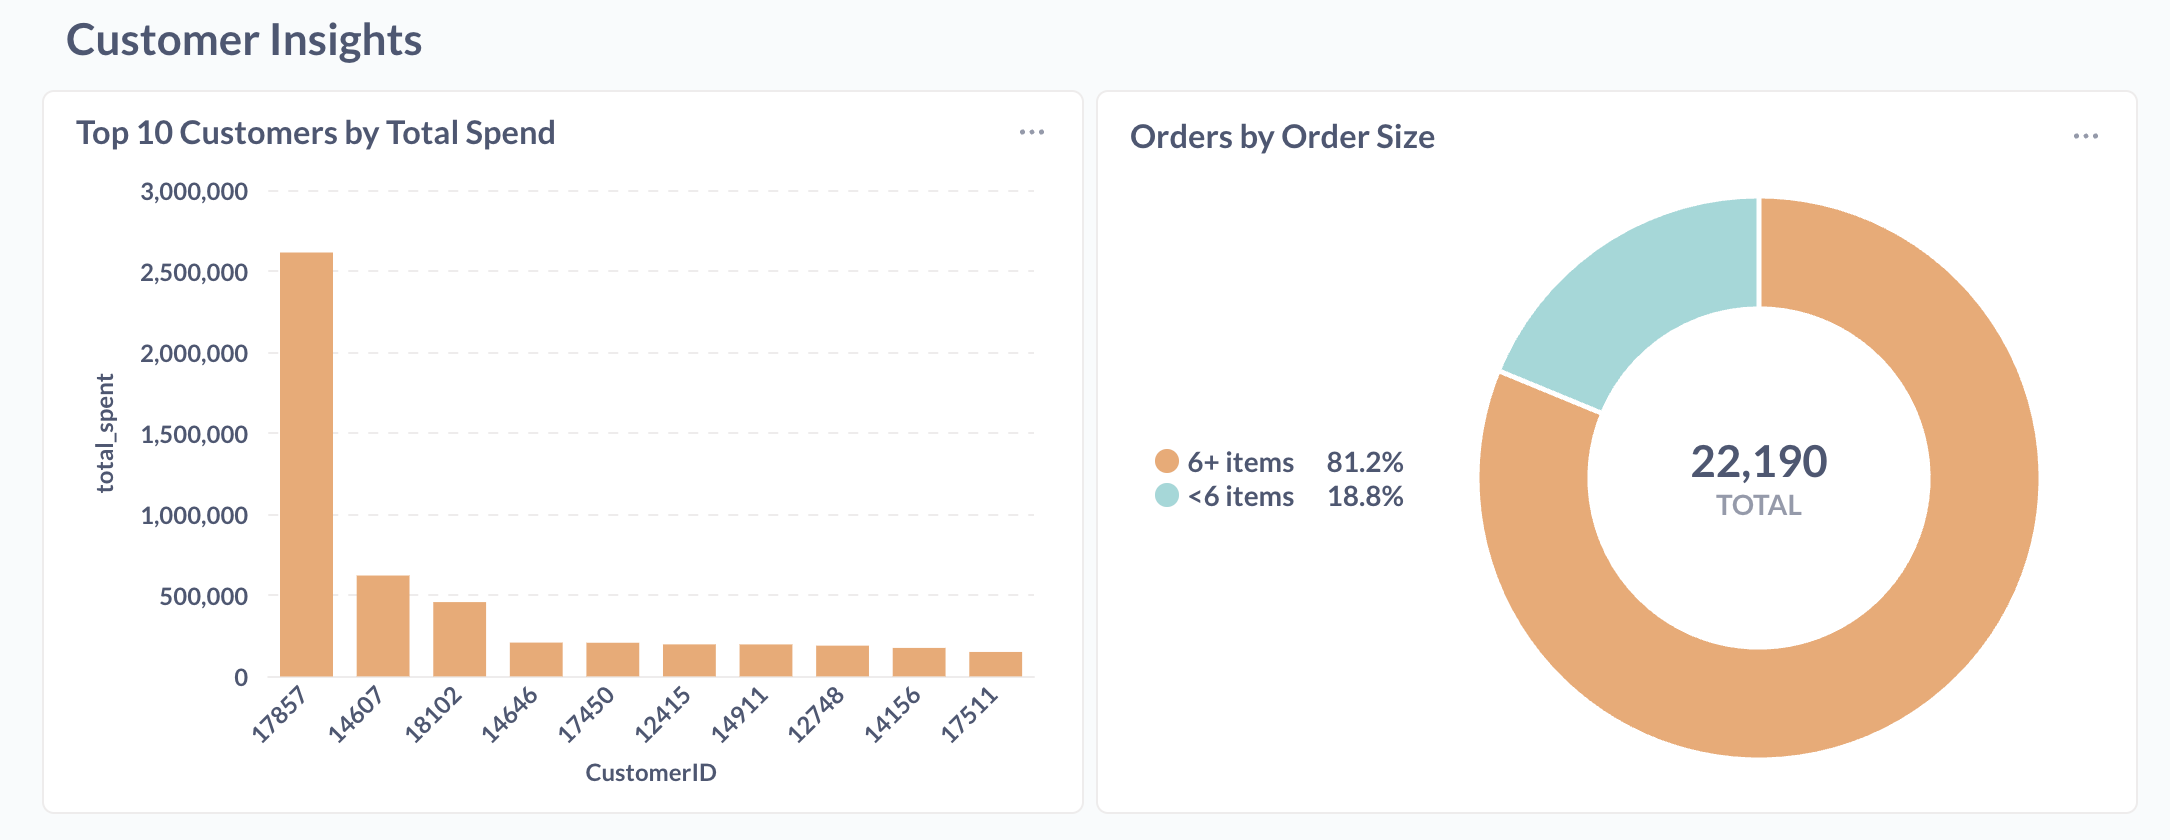 Customer Insights
Top 10 Customers by Total Spend
3,000,000
2,500,000
2,000,000
1,500,000
1,000,000
500,000
0
total_spent
17857
14607
18102
14646
17450
12415
14911
12748
14156
17511
CustomerID
Orders by Order Size
6+ items 81.2%
<6 items 18.8%
22,190
TOTAL